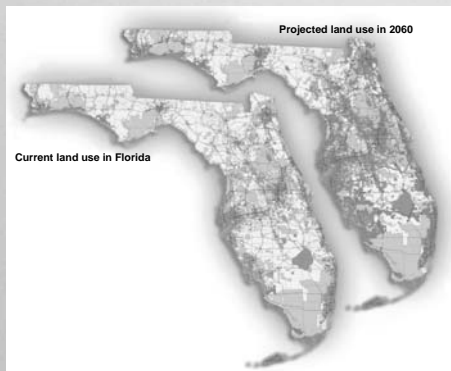 Projected land use in 2060
Current land use in Florida